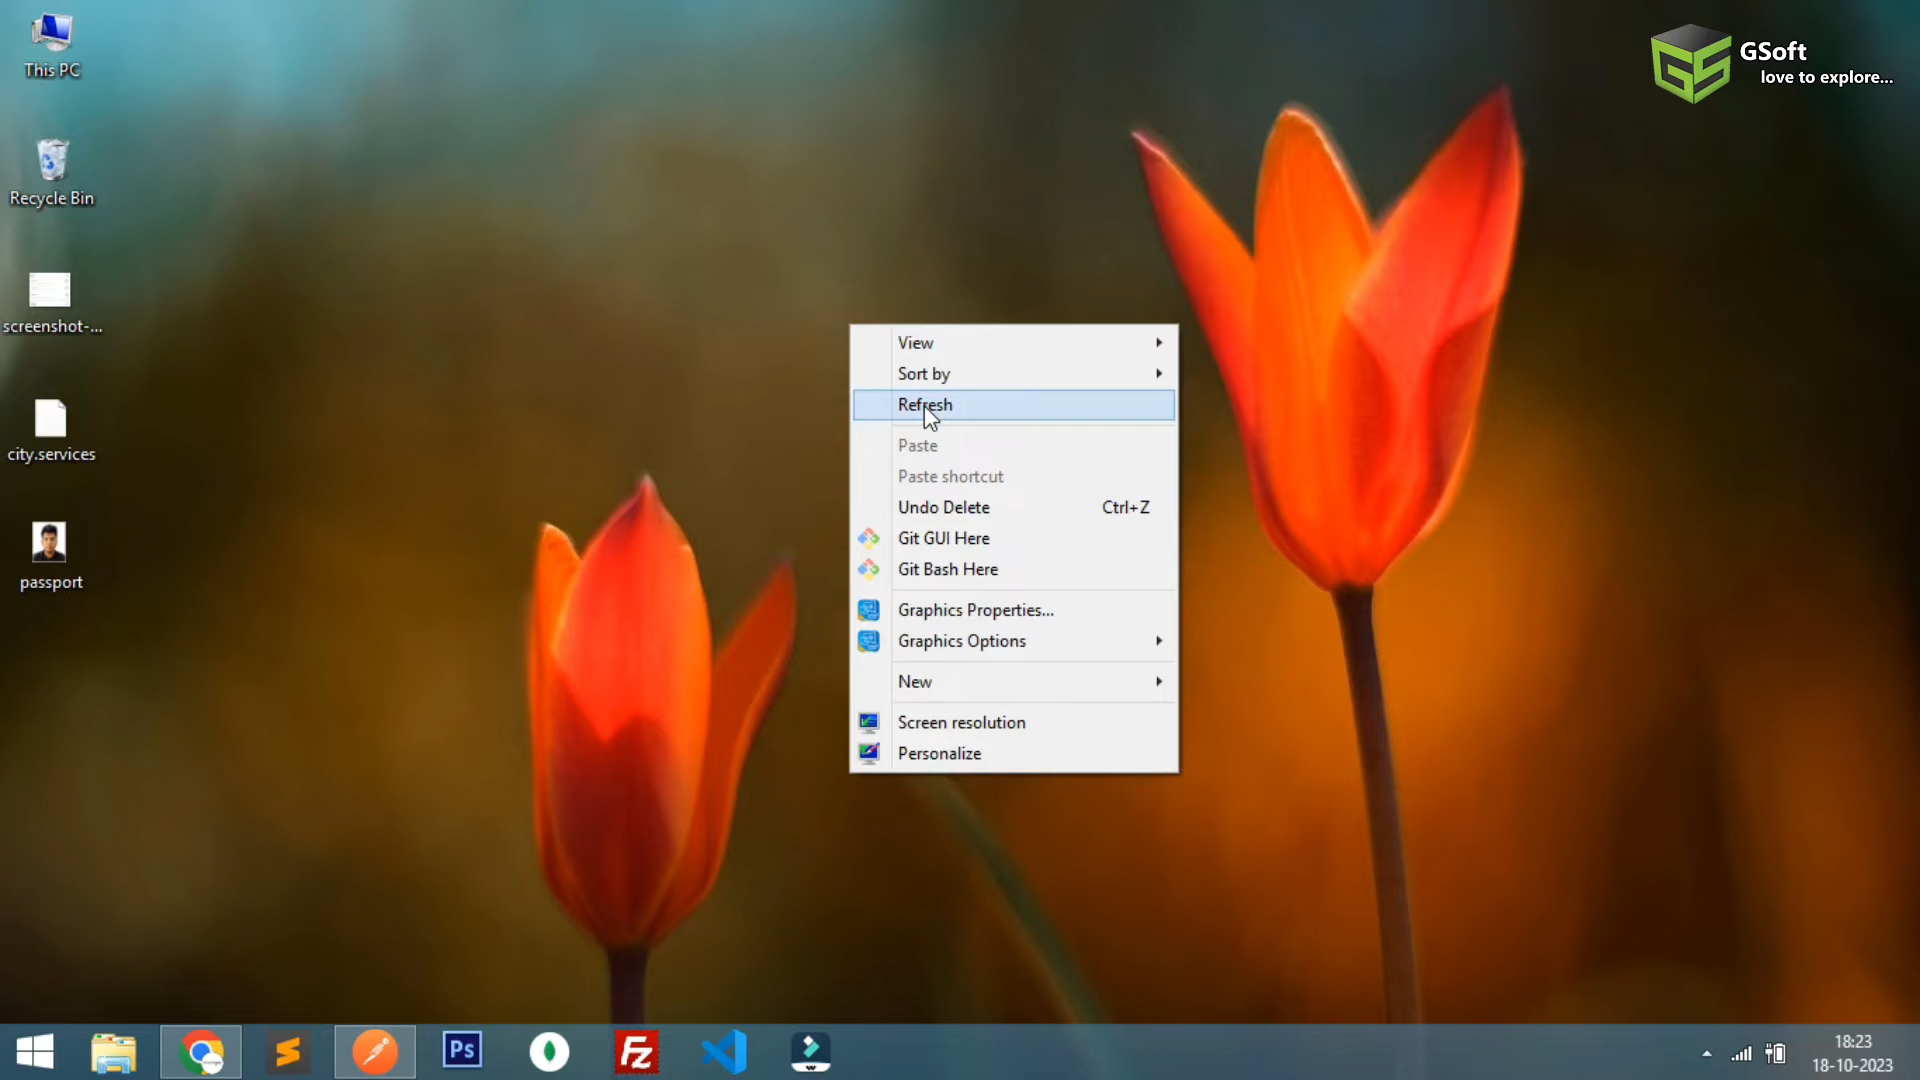 This PC
Recycle Bin
screenshot-...
city.services
passport
GSoft
love to explore...
View
Sort by
Refresh
Paste
Paste shortcut
Undo Delete Ctrl+Z
Git GUI Here
Git Bash Here
Graphics Properties...
Graphics Options
New
Screen resolution
Personalize
Ps
Fz
18:23
18-10-2023